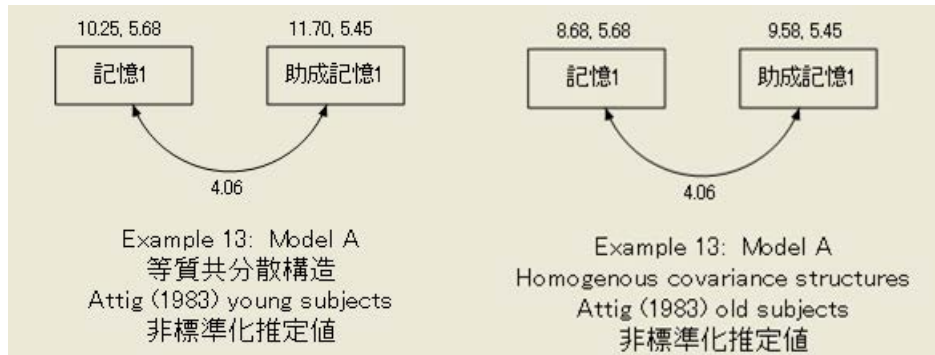 10.25, 5.68
11.70, 5.45
記憶1
助成記憶1
4.06
Example 13: Model A
等質共分散構造
Attig (1983) young subjects
非標準化推定値
8.68, 5.68
9.58, 5.45
記憶1
助成記憶1
4.06
Example 13: Model A
Homogenous covariance structures
Attig (1983) old subjects
非標準化推定値